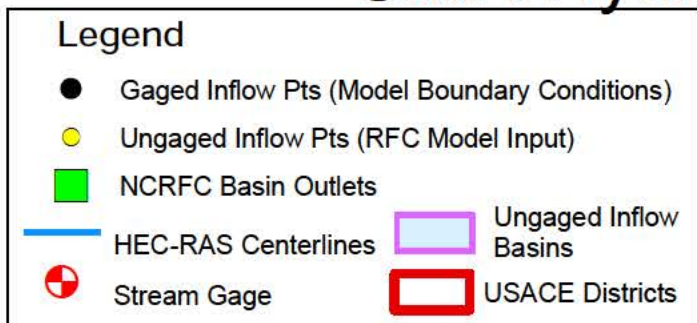 Legend
Gaged Inflow Pts (Model Boundary Conditions)
Ungaged Inflow Pts (RFC Model Input)
NCRFC Basin Outlets
HEC-RAS Centerlines
Ungaged Inflow
Basins
Stream Gage
USACE Districts